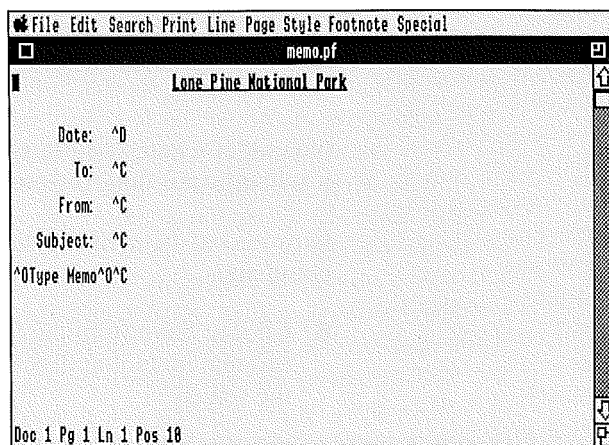 File Edit Search Print Line Page Style Footnote Special
memo.pf
Lone Pine National Park
Date: ^D
To: ^C
From: ^C
Subject: ^C
^OType Memo^O^C
Doc 1 Pg 1 Ln 1 Pos 10